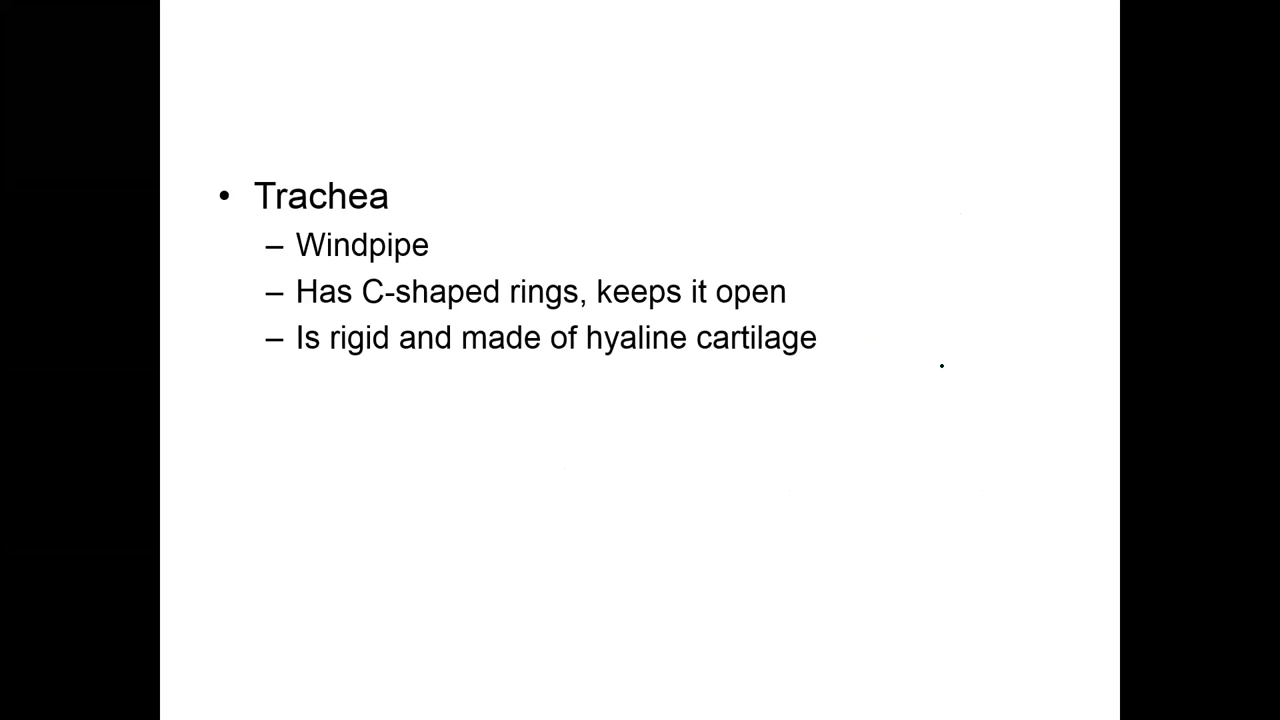 • Trachea
– Windpipe
– Has C-shaped rings, keeps it open
– Is rigid and made of hyaline cartilage